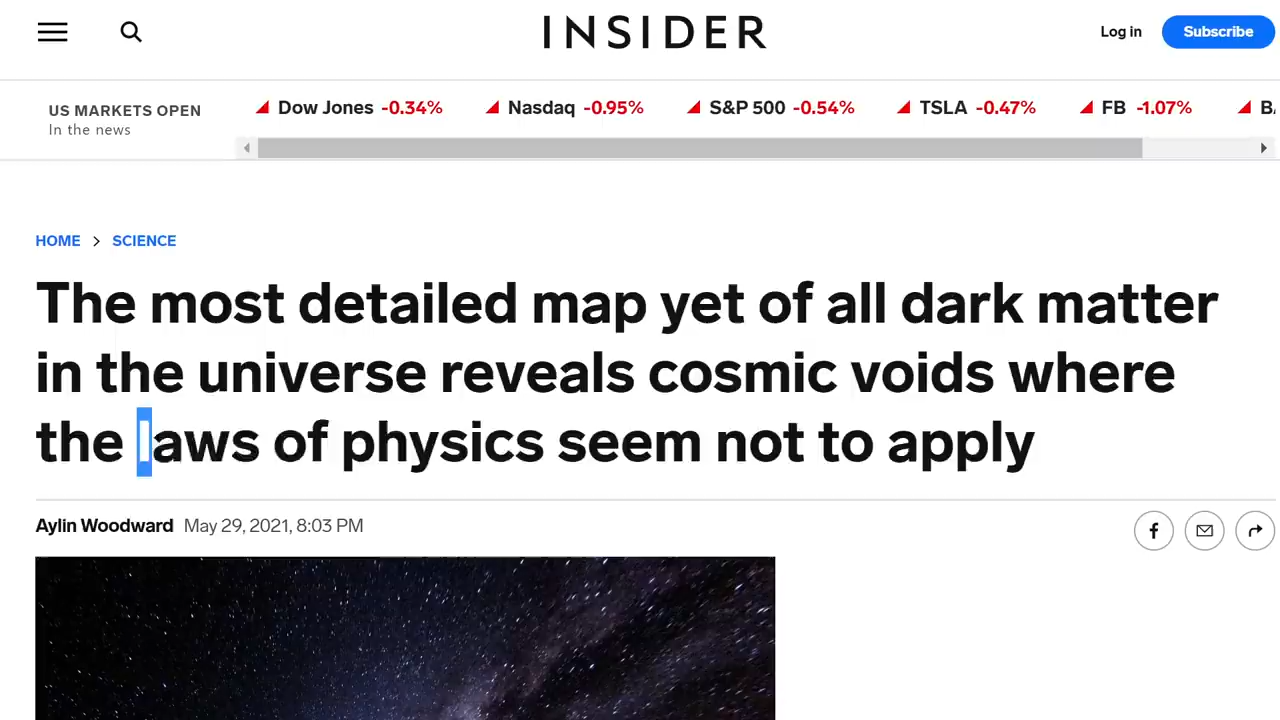 INSIDER
Log in
Subscribe
US MARKETS OPEN
In the news
Dow Jones -0.34%
Nasdaq -0.95%
S&P 500 -0.54%
TSLA -0.47%
FB -1.07%
HOME > SCIENCE
The most detailed map yet of all dark matter
in the universe reveals cosmic voids where
the laws of physics seem not to apply
Aylin Woodward May 29, 2021, 8:03 PM